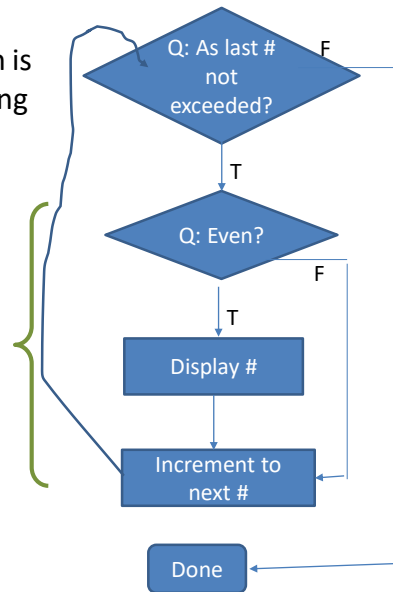 n is
ng
Q: As last #
not
exceeded?
F
T
Q: Even?
F
T
Display #
Increment to
next #
Done